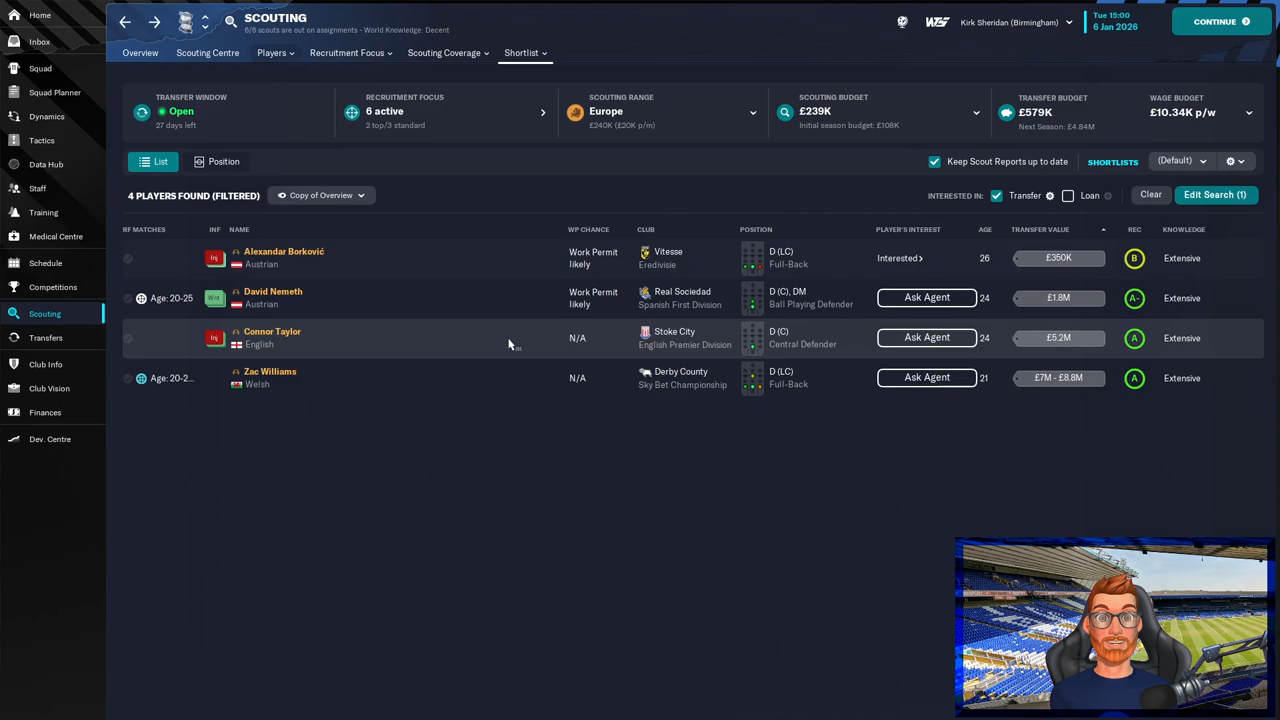 Home
Inbox
Squad
Squad Planner
Dynamics
Tactics
Data Hub
Staff
Training
Medical Centre
Schedule
Competitions
Scouting
Transfers
Club Info
Club Vision
Finances
Dev. Centre
SCOUTING
6/6 scouts are out on assignments - World Knowledge: Decent
Kirk Sheridan (Birmingham)
Tue 15:00
6 Jan 2026
CONTINUE
Overview
Scouting Centre
Players
Recruitment Focus
Scouting Coverage
Shortlist
TRANSFER WINDOW
Open
27 days left
RECRUITMENT FOCUS
6 active
2 top/3 standard
SCOUTING RANGE
Europe
£240K (£20K p/m)
SCOUTING BUDGET
£239K
Initial season budget: £108K
TRANSFER BUDGET
£579K
Next Season: £4.84M
WAGE BUDGET
£10.34K p/w
List
Position
Keep Scout Reports up to date
SHORTLISTS
(Default)
4 PLAYERS FOUND (FILTERED)
Copy of Overview
INTERESTED IN:
Transfer
Loan
Clear
Edit Search (1)
RF MATCHES INF NAME WP CHANCE CLUB POSITION PLAYER'S INTEREST AGE TRANSFER VALUE REC KNOWLEDGE
Inj
Alexandar Borković
Austrian
Work Permit
likely
Vitesse
Eredivisie
D (LC)
Full-Back
Interested
26
£350K
B
Extensive
Age: 20-25
Wnt
David Nemeth
Austrian
Work Permit
likely
Real Sociedad
Spanish First Division
D (C), DM
Ball Playing Defender
Ask Agent
24
£1.8M
A-
Extensive
Inj
Connor Taylor
English
N/A
Stoke City
English Premier Division
D (C)
Central Defender
Ask Agent
24
£5.2M
A
Extensive
Age: 20-2...
Zac Williams
Welsh
N/A
Derby County
Sky Bet Championship
D (LC)
Full-Back
Ask Agent
21
£7M - £8.8M
A
Extensive